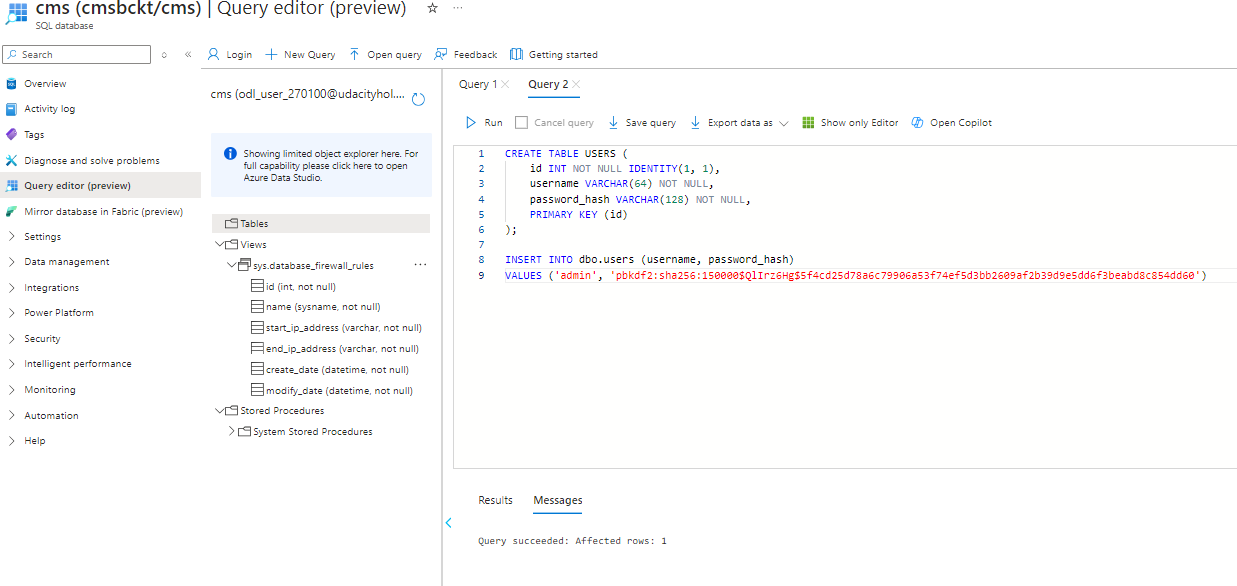 cms (cmsbckt/cms) | Query editor (preview) ☆ ···
SQL database
Search
Login
New Query
Open query
Feedback
Getting started
Overview
Activity log
Tags
Diagnose and solve problems
Query editor (preview)
Mirror database in Fabric (preview)
Settings
Data management
Integrations
Power Platform
Security
Intelligent performance
Monitoring
Automation
Help
cms (odl_user_270100@udacityhol....
Showing limited object explorer here. For
full capability please click here to open
Azure Data Studio.
Tables
Views
sys.database_firewall_rules ···
id (int, not null)
name (sysname, not null)
start_ip_address (varchar, not null)
end_ip_address (varchar, not null)
create_date (datetime, not null)
modify_date (datetime, not null)
Stored Procedures
System Stored Procedures
Query 1
Query 2
Run
Cancel query
Save query
Export data as
Show only Editor
Open Copilot
1 CREATE TABLE USERS (
2 id INT NOT NULL IDENTITY(1, 1),
3 username VARCHAR(64) NOT NULL,
4 password_hash VARCHAR(128) NOT NULL,
5 PRIMARY KEY (id)
6 );
7
8 INSERT INTO dbo.users (username, password_hash)
9 VALUES ('admin', 'pbkdf2:sha256:150000$QlIrz6Hg$5f4cd25d78a6c79906a53f74ef5d3bb2609af2b39d9e5dd6f3beabd8c854dd60')
Results
Messages
Query succeeded: Affected rows: 1